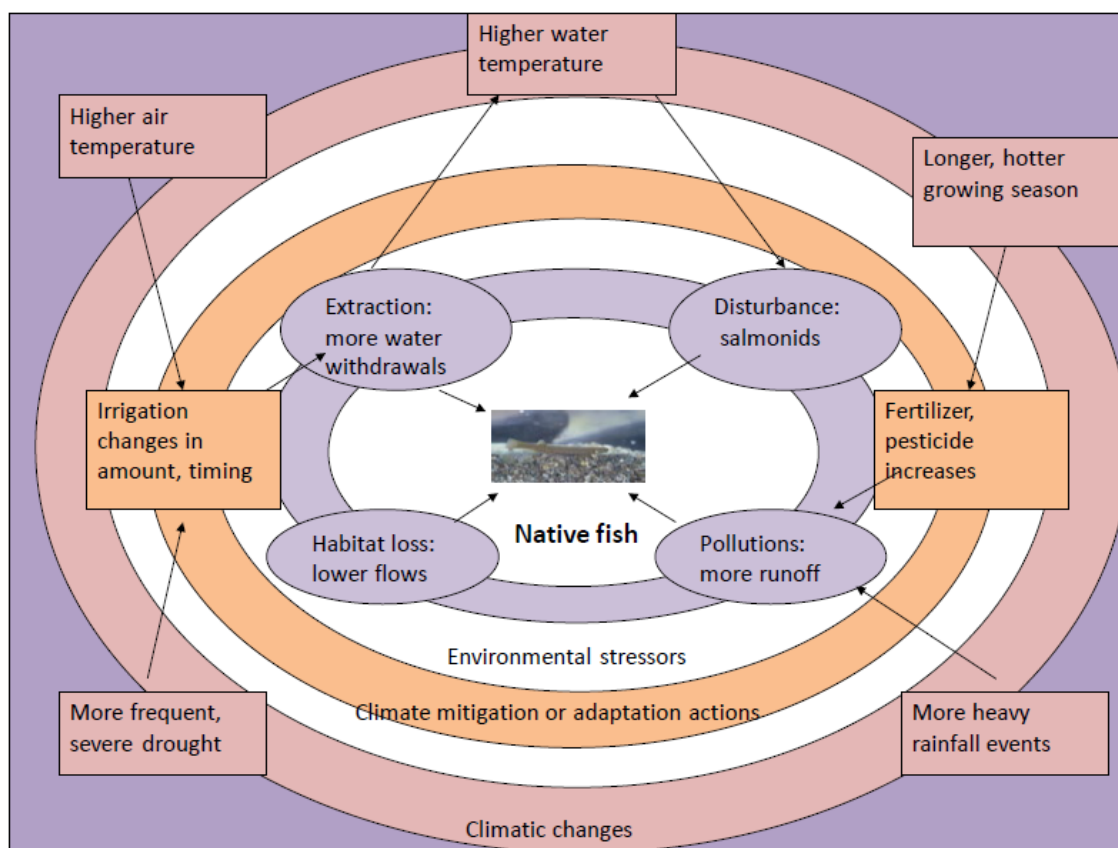 Higher water
temperature
Higher air
temperature
Longer, hotter
growing season
Extraction:
more water
withdrawals
Disturbance:
salmonids
Irrigation
changes in
amount, timing
Fertilizer,
pesticide
increases
Native fish
Habitat loss:
lower flows
Pollutions:
more runoff
Environmental stressors
More frequent,
severe drought
Climate mitigation or adaptation actions
More heavy
rainfall events
Climatic changes